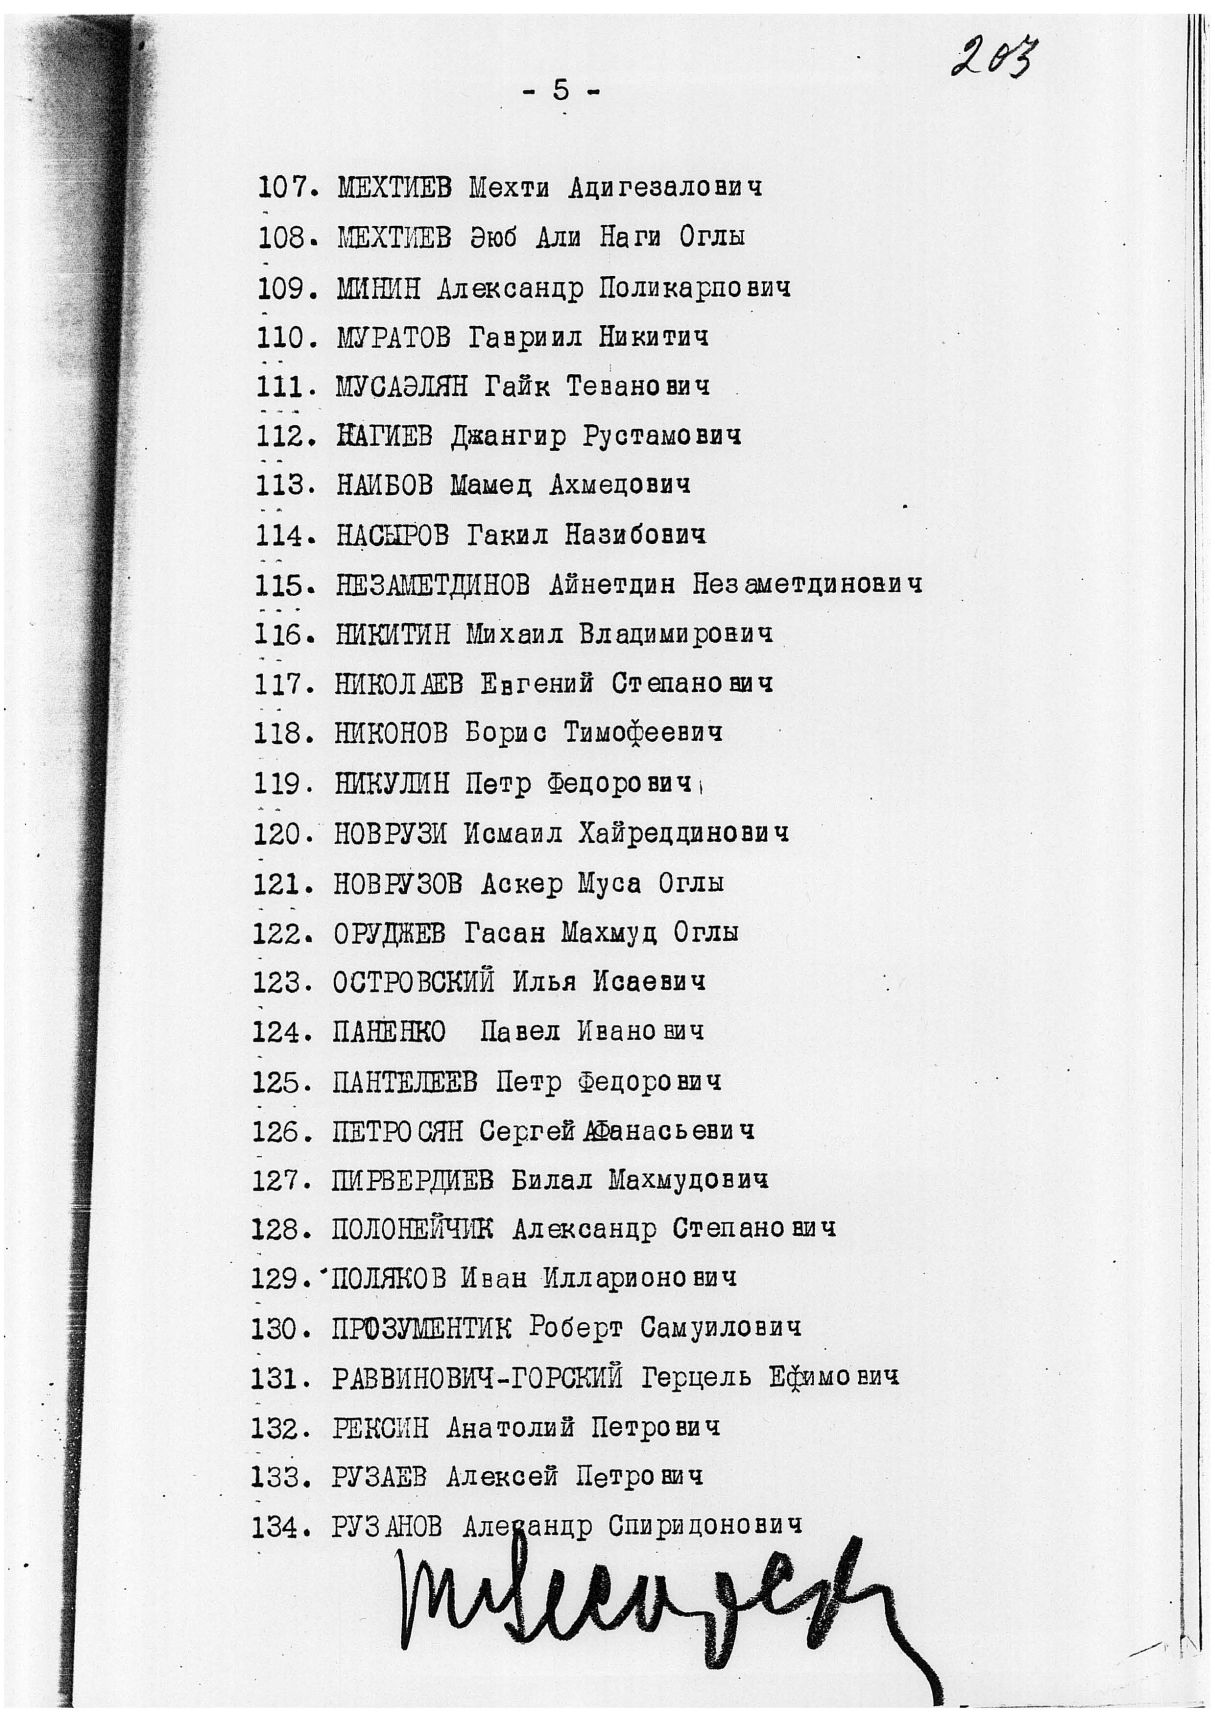 203
- 5 -
107. МЕХТИЕВ Мехти Адигезалович
108. МЕХТИЕВ Эюб Али Наги Оглы
109. МИНИН Александр Поликарпович
110. МУРАТОВ Гавриил Никитич
111. МУСАЭЛЯН Гайк Теванович
112. НАГИЕВ Джангир Рустамович
113. НАИБОВ Мамед Ахмедович
114. НАСЫРОВ Гакил Назибович
115. НЕЗАМЕТДИНОВ Айнетдин Незаметдинович
116. НИКИТИН Михаил Владимирович
117. НИКОЛАЕВ Евгений Степанович
118. НИКОНОВ Борис Тимофеевич
119. НИКУЛИН Петр Федорович
120. НОВРУЗИ Исмаил Хайреддинович
121. НОВРУЗОВ Аскер Муса Оглы
122. ОРУДЖЕВ Гасан Махмуд Оглы
123. ОСТРОВСКИЙ Илья Исаевич
124. ПАНЕНКО Павел Иванович
125. ПАНТЕЛЕЕВ Петр Федорович
126. ПЕТРОСЯН Сергей Афанасьевич
127. ПИРВЕРДИЕВ Билал Махмудович
128. ПОЛОНЕЙЧИК Александр Степанович
129. ПОЛЯКОВ Иван Илларионович
130. ПРОЗУМЕНТИК Роберт Самуилович
131. РАВВИНОВИЧ-ГОРСКИЙ Герцель Ефимович
132. РЕКСИН Анатолий Петрович
133. РУЗАЕВ Алексей Петрович
134. РУЗАНОВ Спиридонович